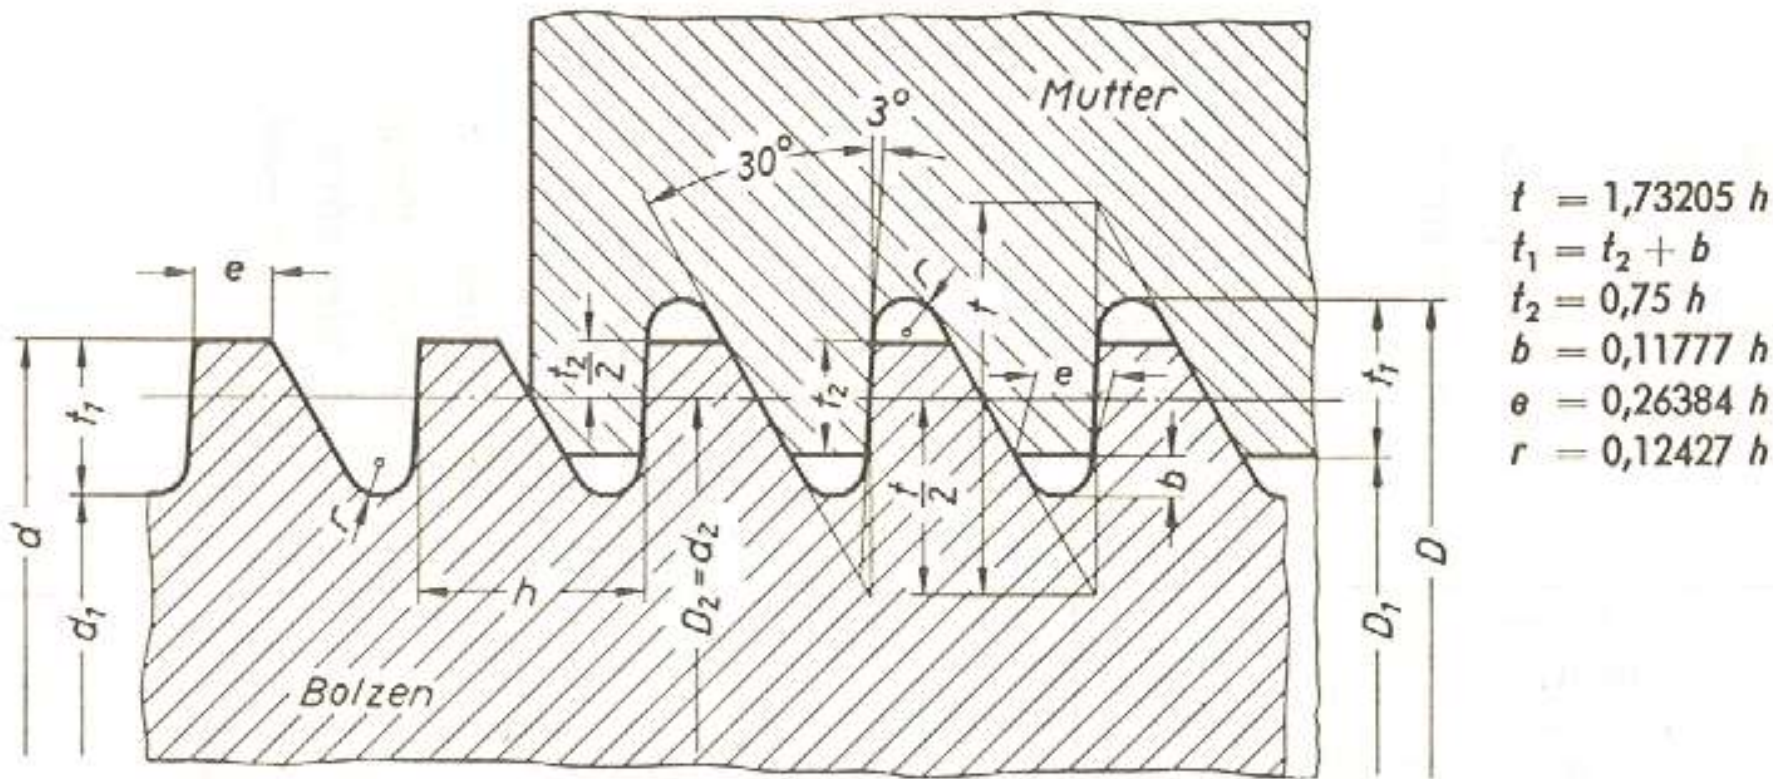 Mutter
3°
30°
e
r
t
t₂/2
t₂
e
t₁
t₁
b
t/2
r
d
d₁
h
D₂=d₂
D₁
D
Bolzen
t = 1,73205 h
t₁ = t₂ + b
t₂ = 0,75 h
b = 0,11777 h
e = 0,26384 h
r = 0,12427 h